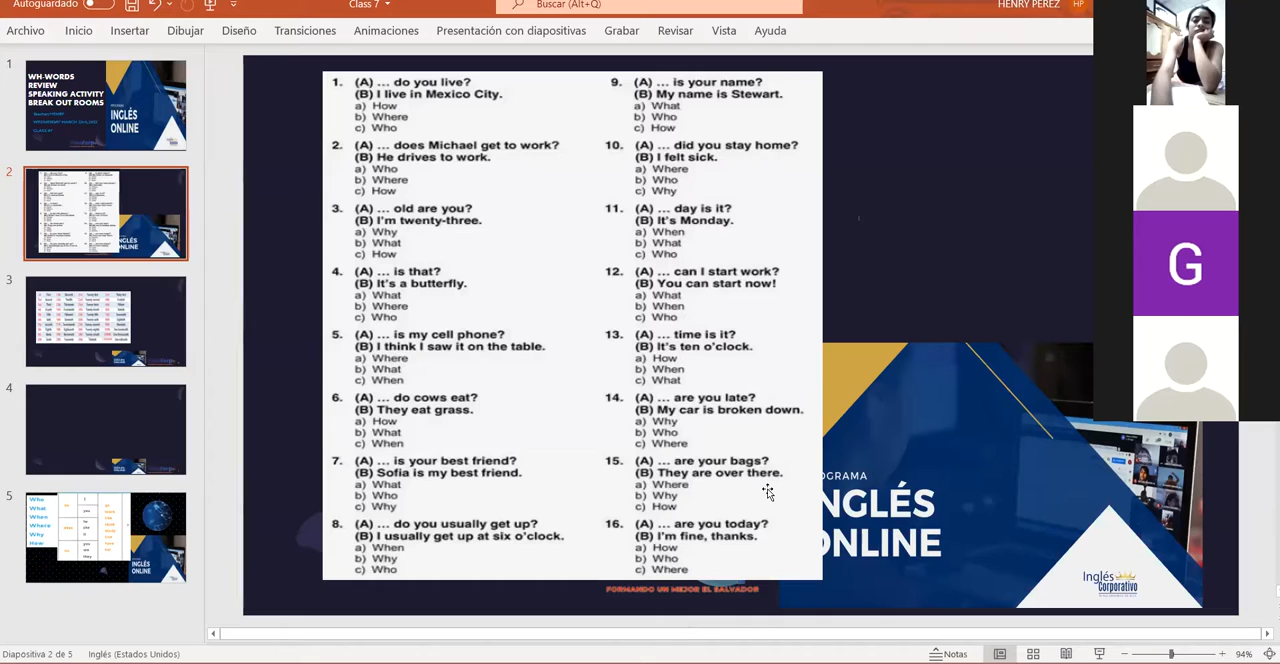 Autoguardado
Class 7
Buscar (Alt+Q)
HENRY PEREZ
HP
Archivo
Inicio
Insertar
Dibujar
Diseño
Transiciones
Animaciones
Presentación con diapositivas
Grabar
Revisar
Vista
Ayuda
1
WH-WORDS
REVIEW
SPEAKING ACTIVITY
BREAK OUT ROOMS
INGLÉS
ONLINE
2
3
4
5
Who
What
When
Where
Why
How
INGLÉS
ONLINE
1. (A) ... do you live?
(B) I live in Mexico City.
a) How
b) Where
c) Who
2. (A) ... does Michael get to work?
(B) He drives to work.
a) Who
b) Where
c) How
3. (A) ... old are you?
(B) I'm twenty-three.
a) Why
b) What
c) How
4. (A) ... is that?
(B) It's a butterfly.
a) What
b) Where
c) Who
5. (A) ... is my cell phone?
(B) I think I saw it on the table.
a) Where
b) What
c) When
6. (A) ... do cows eat?
(B) They eat grass.
a) How
b) What
c) When
7. (A) ... is your best friend?
(B) Sofia is my best friend.
a) What
b) Who
c) Why
8. (A) ... do you usually get up?
(B) I usually get up at six o'clock.
a) When
b) Why
c) Who
9. (A) ... is your name?
(B) My name is Stewart.
a) What
b) Who
c) How
10. (A) ... did you stay home?
(B) I felt sick.
a) Where
b) Who
c) Why
11. (A) ... day is it?
(B) It's Monday.
a) When
b) What
c) Who
12. (A) ... can I start work?
(B) You can start now!
a) What
b) When
c) Who
13. (A) ... time is it?
(B) It's ten o'clock.
a) How
b) When
c) What
14. (A) ... are you late?
(B) My car is broken down.
a) Why
b) Who
c) Where
15. (A) ... are your bags?
(B) They are over there.
a) Where
b) Why
c) How
16. (A) ... are you today?
(B) I'm fine, thanks.
a) How
b) Who
c) Where
FORMANDO UN MEJOR EL SALVADOR
OGRAMA
NGLÉS
ONLINE
Inglés
Corporativo
G
Diapositiva 2 de 5
Inglés (Estados Unidos)
Notas
94%